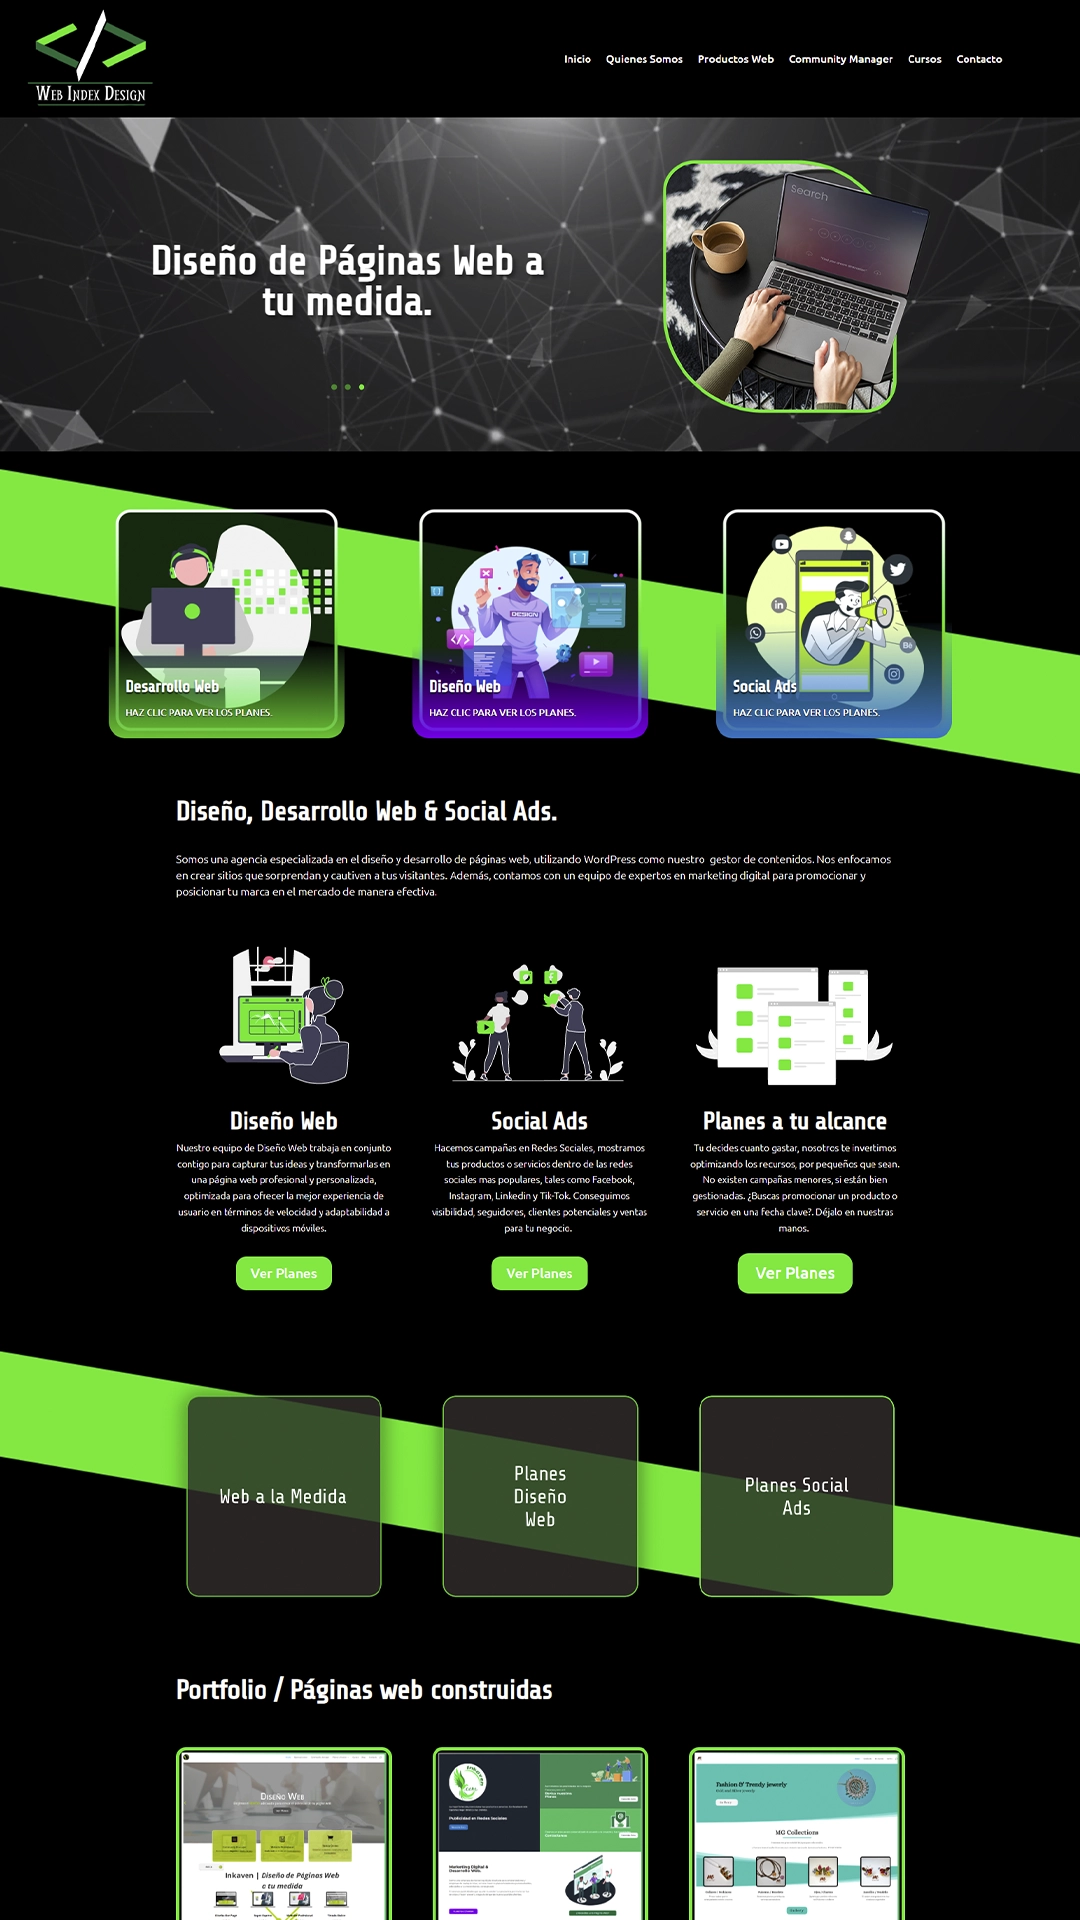 Web Index Design
Inicio Quienes Somos Productos Web Community Manager Cursos Contacto
Diseño de Páginas Web a
tu medida.
Search
Desarrollo Web
HAZ CLIC PARA VER LOS PLANES.
DESIGN
Diseño Web
HAZ CLIC PARA VER LOS PLANES.
in
Bē
Social Ads
HAZ CLIC PARA VER LOS PLANES.
Diseño, Desarrollo Web & Social Ads.
Somos una agencia especializada en el diseño y desarrollo de páginas web, utilizando WordPress como nuestro gestor de contenidos. Nos enfocamos
en crear sitios que sorprendan y cautiven a tus visitantes. Además, contamos con un equipo de expertos en marketing digital para promocionar y
posicionar tu marca en el mercado de manera efectiva.
Diseño Web
Nuestro equipo de Diseño Web trabaja en conjunto
contigo para capturar tus ideas y transformarlas en
una página web profesional y personalizada,
optimizada para ofrecer la mejor experiencia de
usuario en términos de velocidad y adaptabilidad a
dispositivos móviles.
Ver Planes
Social Ads
Hacemos campañas en Redes Sociales, mostramos
tus productos o servicios dentro de las redes
sociales mas populares, tales como Facebook,
Instagram, Linkedin y Tik-Tok. Conseguimos
visibilidad, seguidores, clientes potenciales y ventas
para tu negocio.
Ver Planes
Planes a tu alcance
Tu decides cuanto gastar, nosotros te invertimos
optimizando los recursos, por pequeños que sean.
No existen campañas menores, si están bien
gestionadas. ¿Buscas promocionar un producto o
servicio en una fecha clave?. Déjalo en nuestras
manos.
Ver Planes
Web a la Medida
Planes
Diseño
Web
Planes Social
Ads
Portfolio / Páginas web construidas
Diseño Web
Inkaven | Diseño de Páginas Web
a tu medida
Inkaven
Publicidad en Redes Sociales
Marketing Digital &
Desarrollo Web.
Fashion & Trendy jewerly
MG Collections